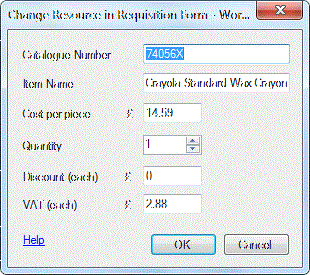 Change Resource in Requisition Form - Wor...
Catalogue Number 74056X
Item Name Crayola Standard Wax Crayon
Cost per piece £ 14.59
Quantity 1
Discount (each) £ 0
VAT (each) £ 2.88
Help OK Cancel